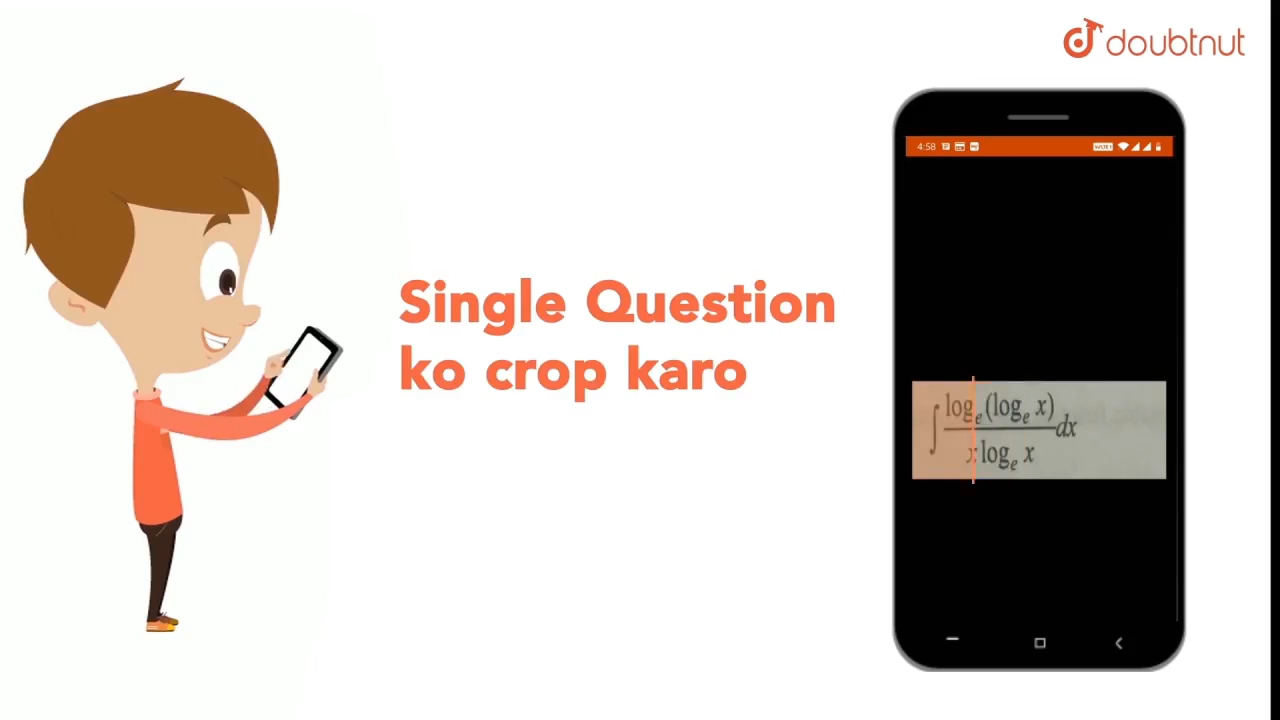 doubtnut
4:58
Single Question
ko crop karo
∫ logₑ(logₑ x) / x logₑ x dx